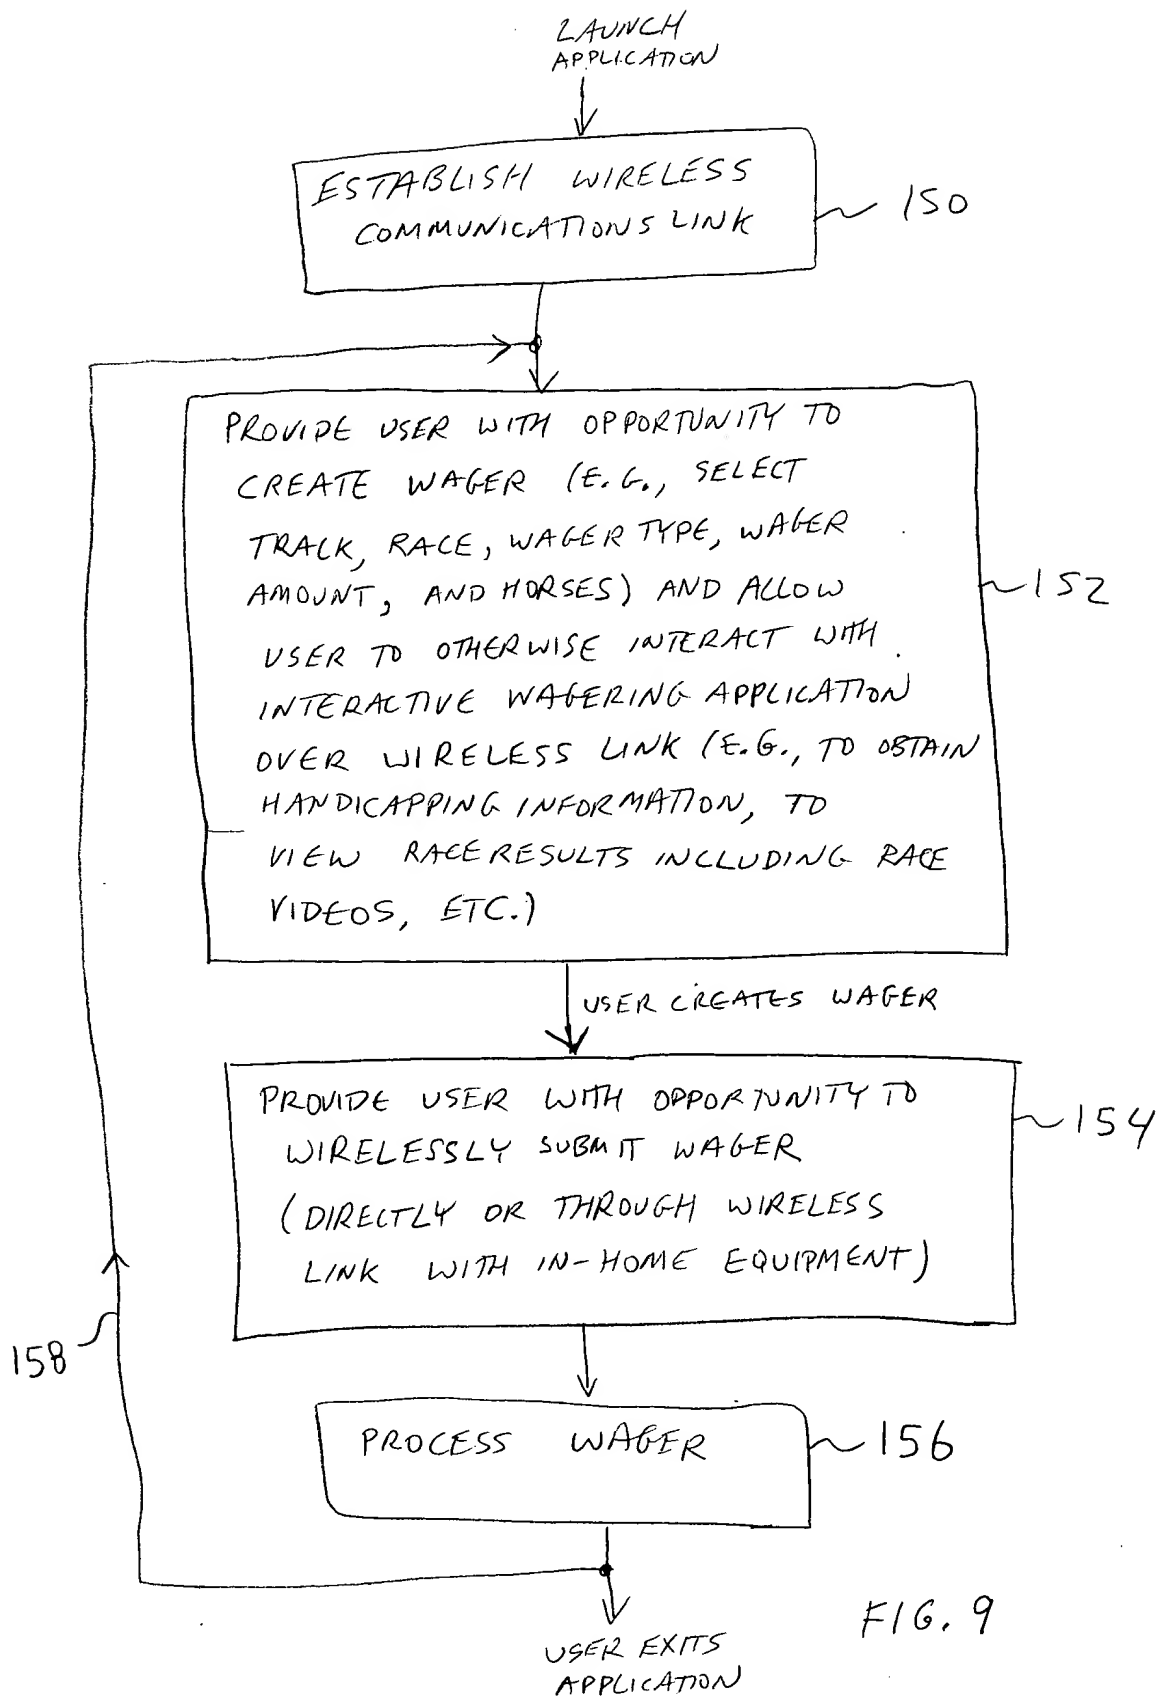 LAUNCH
APPLICATION
ESTABLISH WIRELESS
COMMUNICATIONS LINK
150
PROVIDE USER WITH OPPORTUNITY TO
CREATE WAGER (E.G., SELECT
TRACK, RACE, WAGER TYPE, WAGER
AMOUNT, AND HORSES) AND ALLOW
USER TO OTHERWISE INTERACT WITH
INTERACTIVE WAGERING APPLICATION
OVER WIRELESS LINK (E.G., TO OBTAIN
HANDICAPPING INFORMATION, TO
VIEW RACE RESULTS INCLUDING RACE
VIDEOS, ETC.)
152
USER CREATES WAGER
PROVIDE USER WITH OPPORTUNITY TO
WIRELESSLY SUBMIT WAGER
(DIRECTLY OR THROUGH WIRELESS
LINK WITH IN-HOME EQUIPMENT)
154
158
PROCESS WAGER
156
USER EXITS
APPLICATION
FIG. 9